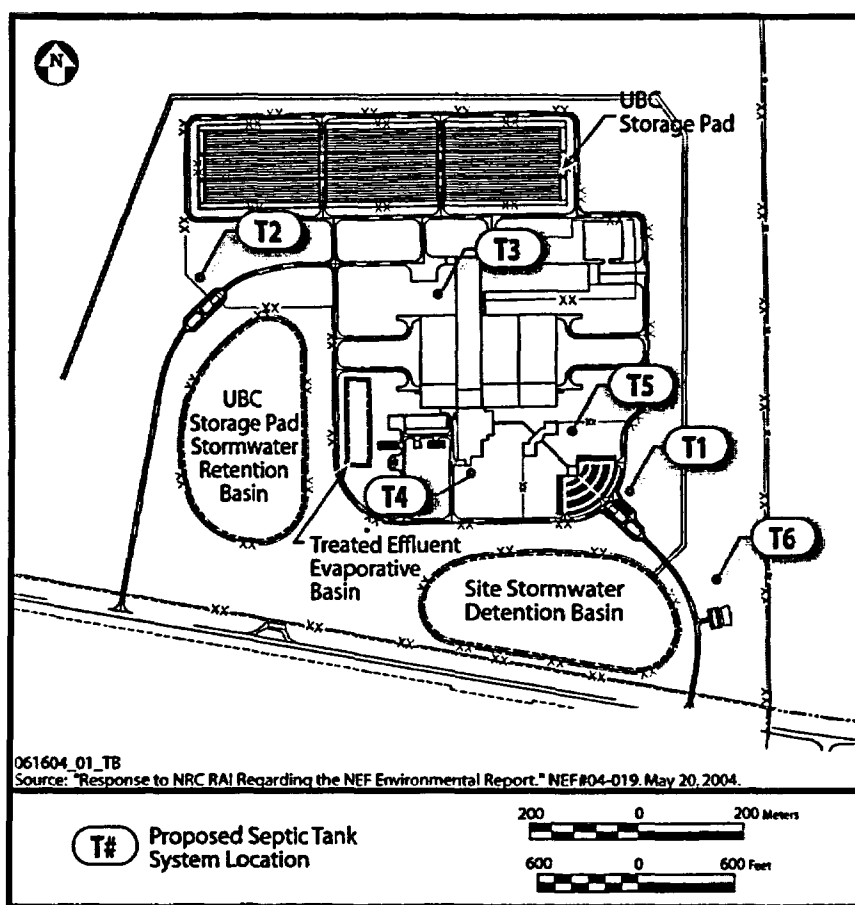 N
UBC
Storage Pad
T2
T3
UBC
Storage Pad
Stormwater
Retention
Basin
T5
T1
T4
T6
Treated Effluent
Evaporative
Basin
Site Stormwater
Detention Basin
061604_01_TB
Source: "Response to NRC RAI Regarding the NEF Environmental Report." NEF#04-019. May 20, 2004.
T# Proposed Septic Tank
System Location
200 0 200 Meters
600 0 600 Feet